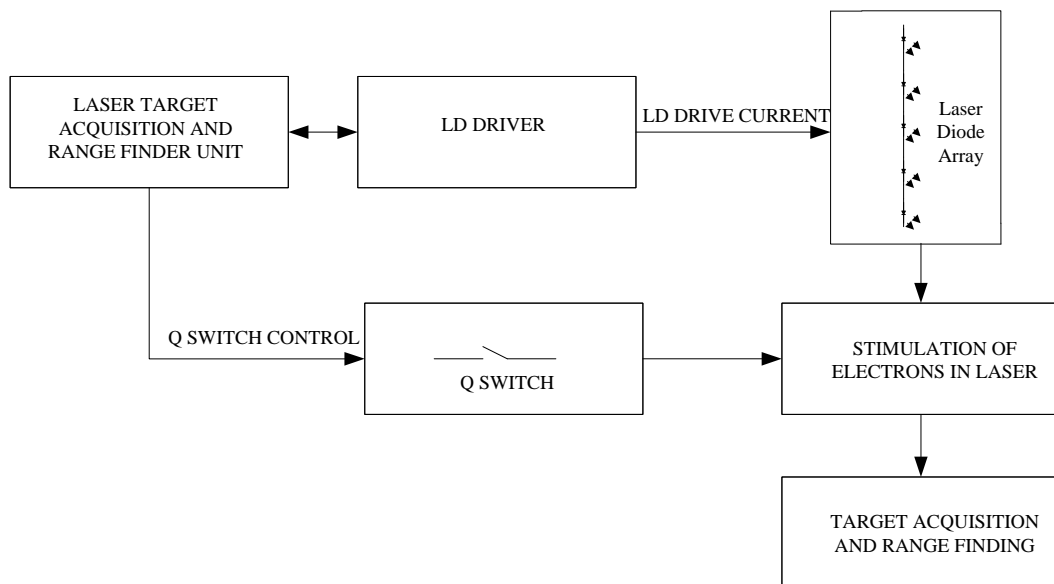 LASER TARGET
ACQUISITION AND
RANGE FINDER UNIT
LD DRIVER
LD DRIVE CURRENT
Laser
Diode
Array
Q SWITCH CONTROL
Q SWITCH
STIMULATION OF
ELECTRONS IN LASER
TARGET ACQUISITION
AND RANGE FINDING